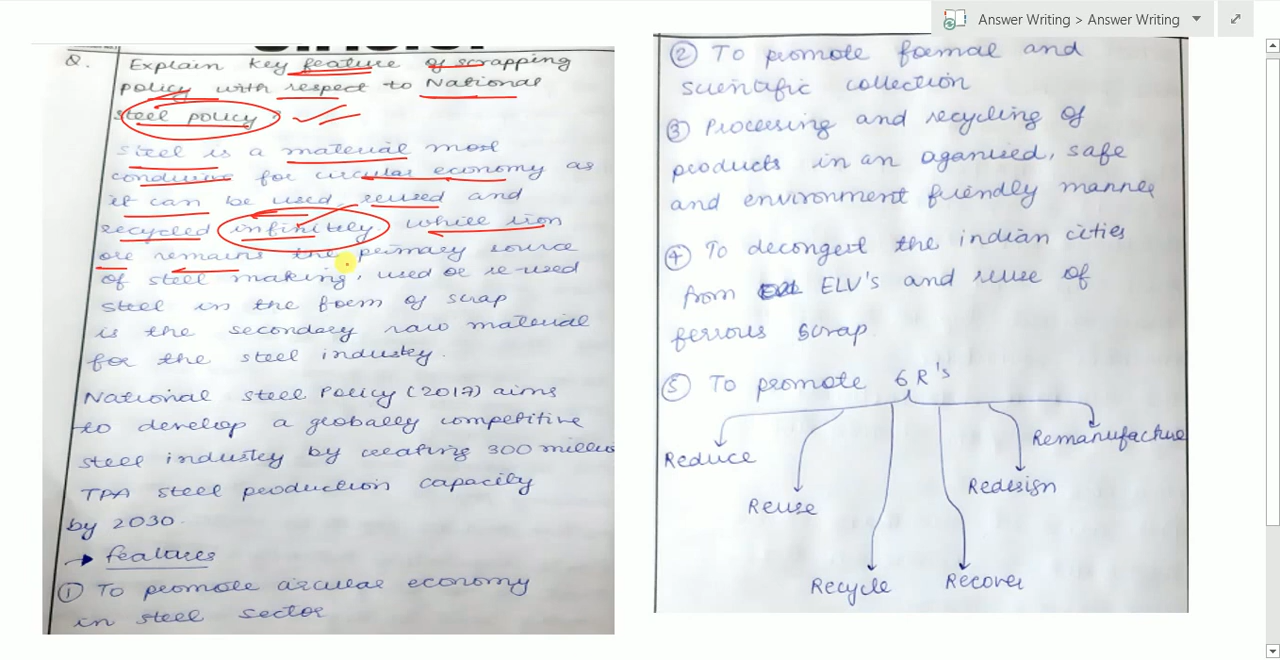 Answer Writing > Answer Writing
Q. Explain key feature of scrapping
policy with respect to National
steel policy.
Steel is a material most
conducive for circular economy as
it can be used, reused and
recycled infinitely. While iron
ore remains the primary source
of steel making, used or re-used
steel in the form of scrap
is the secondary raw material
for the steel industry.
National Steel Policy (2017) aims
to develop a globally competitive
steel industry by creating 300 million
TPA steel production capacity
by 2030.
→ features
① To promote circular economy
in steel sector
② To promote formal and
scientific collection
③ Processing and recycling of
products in an oganised, safe
and environment friendly manner
④ To decongest the indian cities
from ELV's and reuse of
ferrous scrap.
⑤ To promote 6 R's
Reduce
Reuse
Recycle
Recover
Redesign
Remanufacture